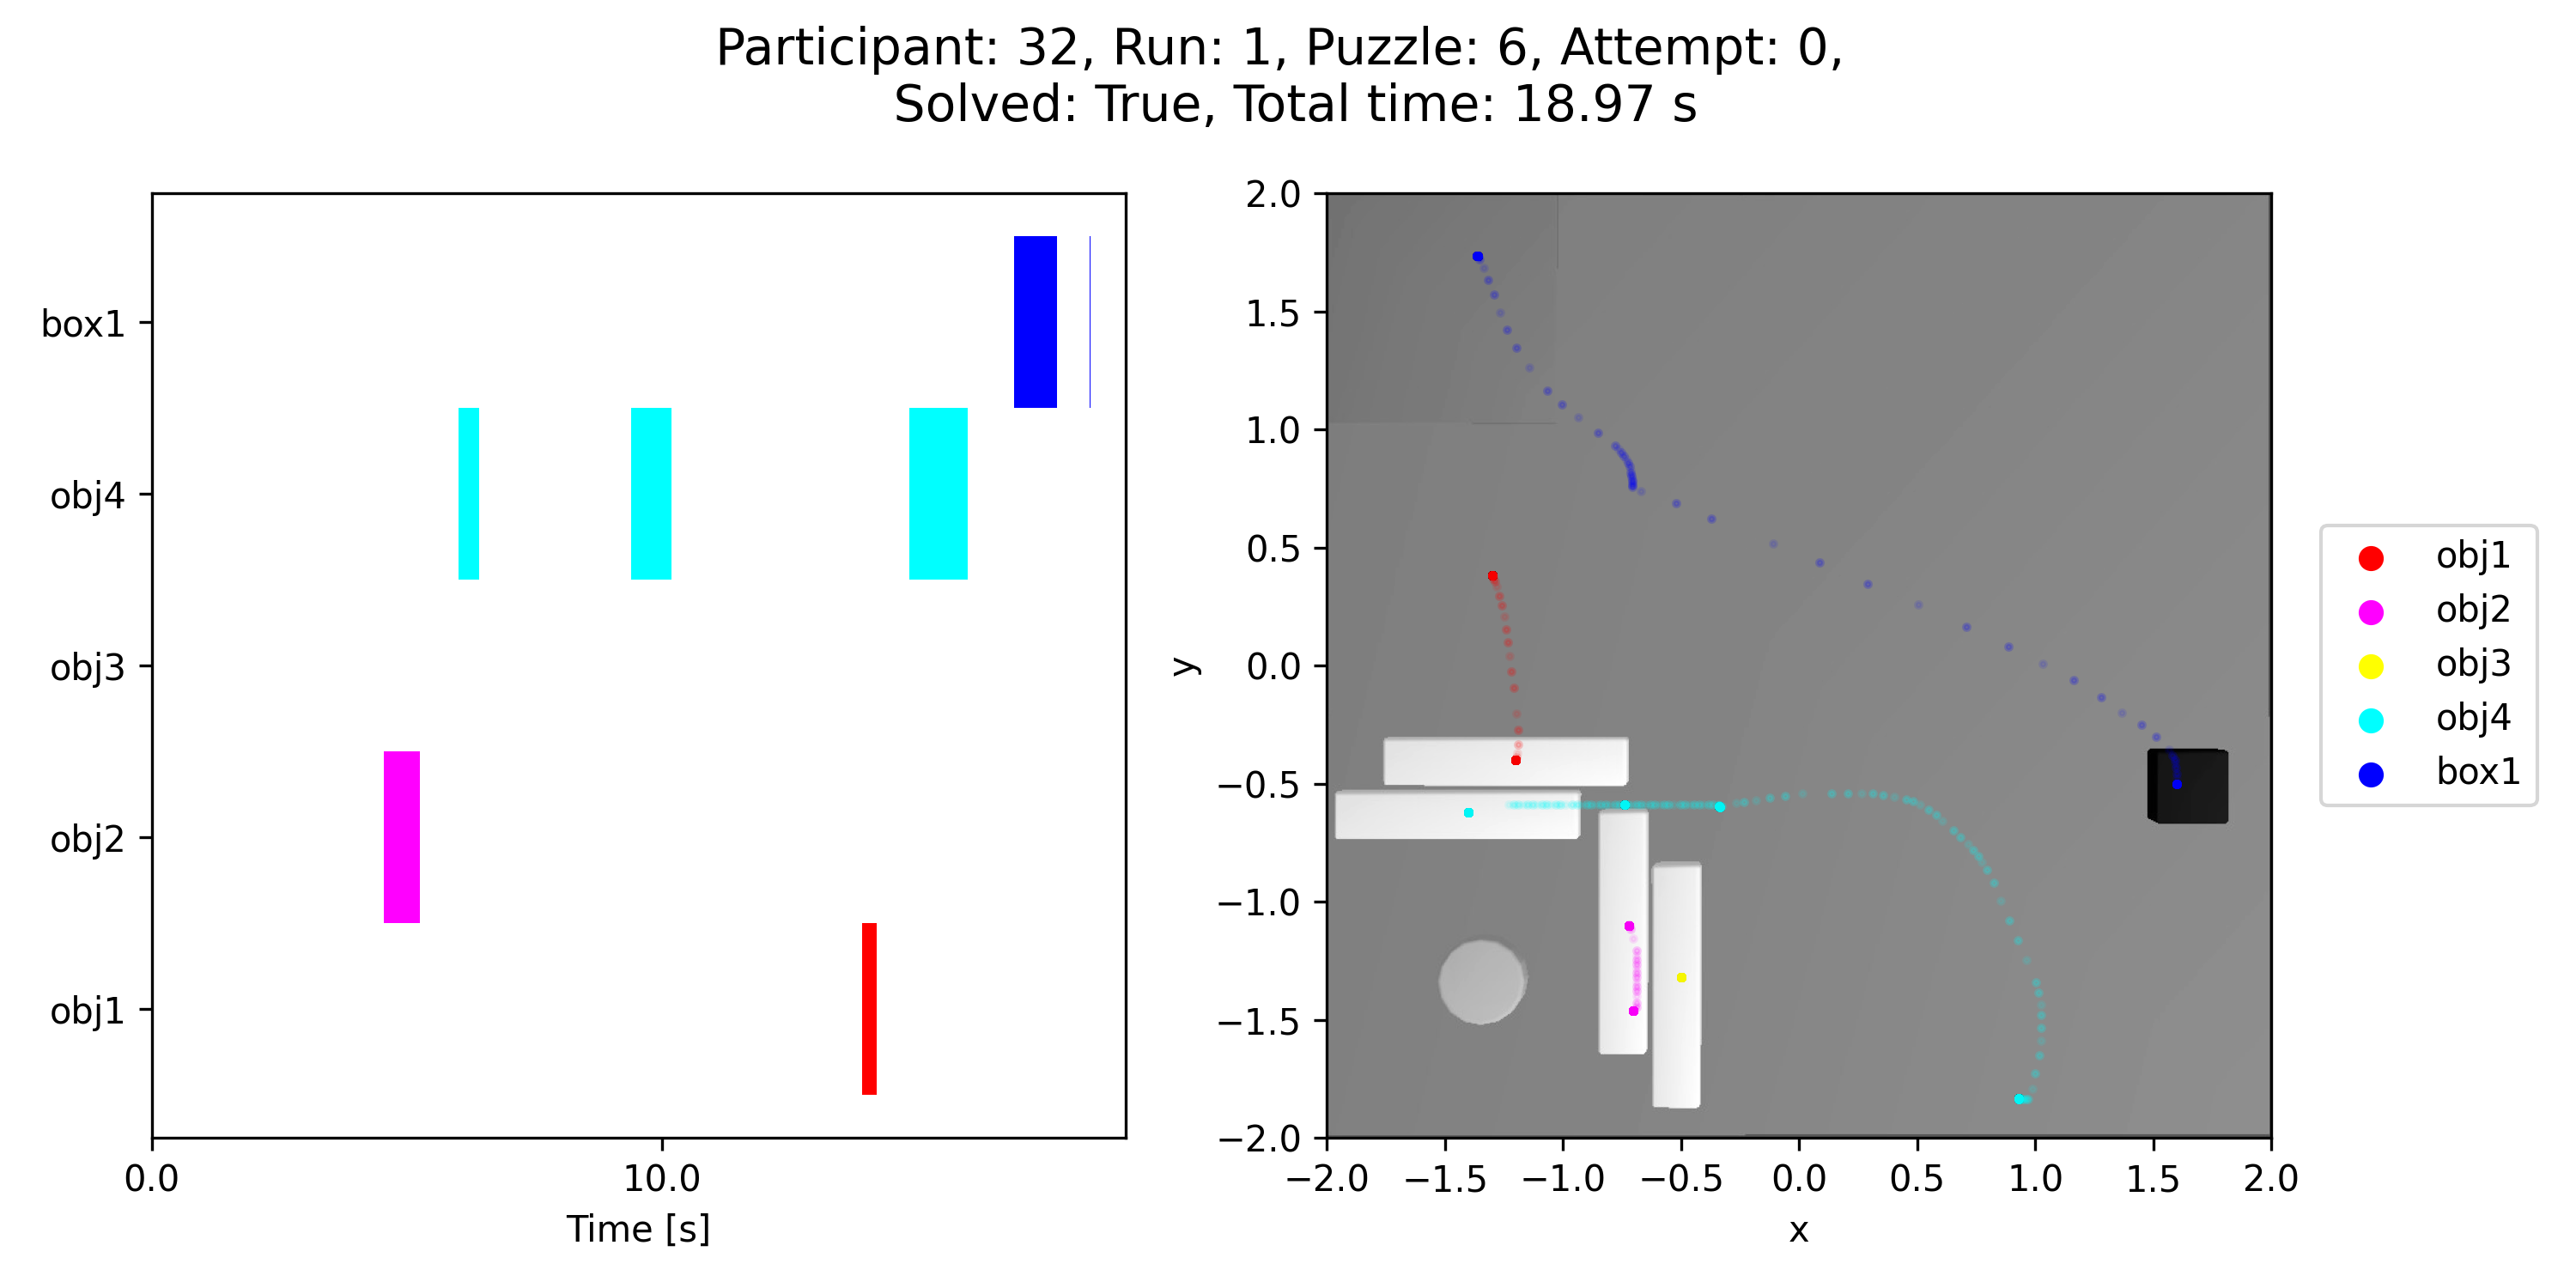 Participant: 32, Run: 1, Puzzle: 6, Attempt: 0,
Solved: True, Total time: 18.97 s
box1
obj4
obj3
obj2
obj1
0.0
10.0
Time [s]
2.0
1.5
1.0
0.5
0.0
−0.5
−1.0
−1.5
−2.0
y
−2.0
−1.5
−1.0
−0.5
0.0
0.5
1.0
1.5
2.0
x
obj1
obj2
obj3
obj4
box1